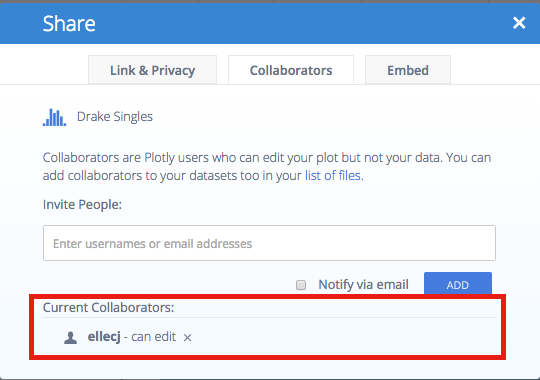 Share ×
Link & Privacy Collaborators Embed
Drake Singles
Collaborators are Plotly users who can edit your plot but not your data. You can
add collaborators to your datasets too in your list of files.
Invite People:
Enter usernames or email addresses
Notify via email ADD
Current Collaborators:
ellecj - can edit ×